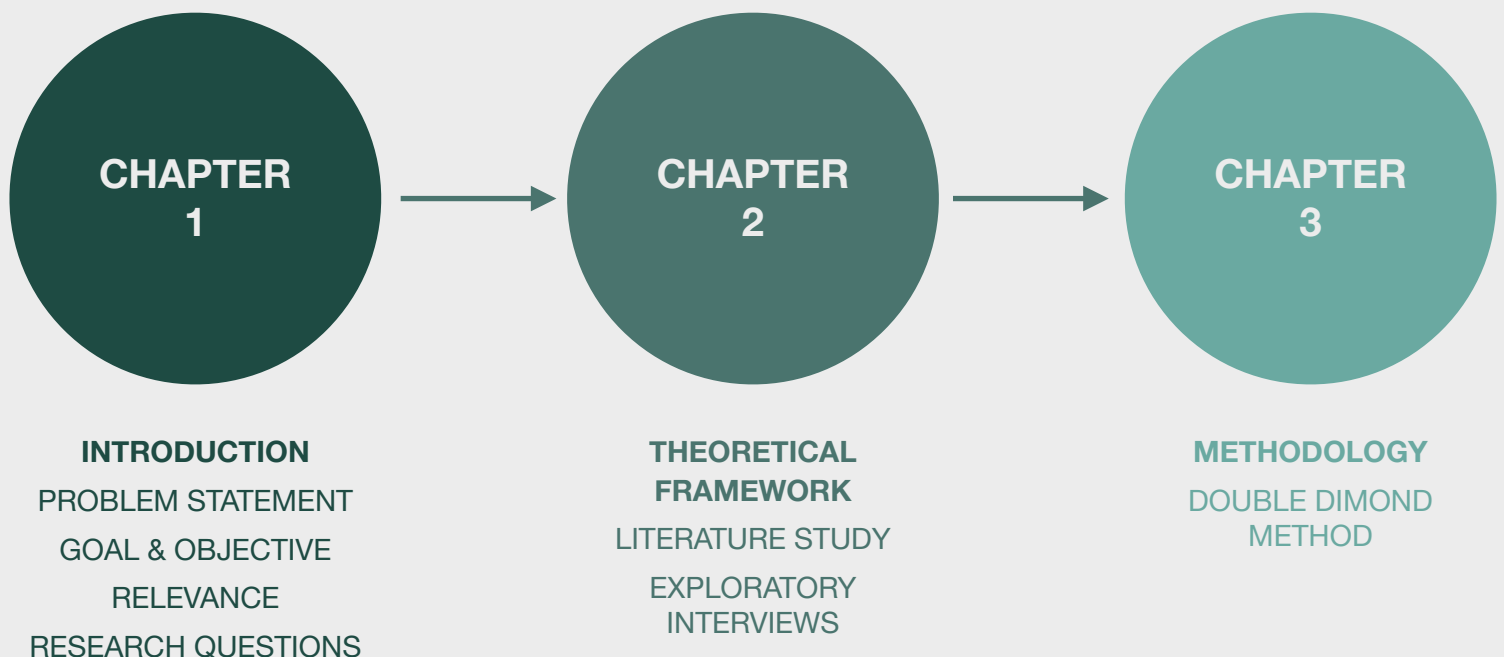 CHAPTER
1
CHAPTER
2
CHAPTER
3
INTRODUCTION
PROBLEM STATEMENT
GOAL & OBJECTIVE
RELEVANCE
RESEARCH QUESTIONS
THEORETICAL
FRAMEWORK
LITERATURE STUDY
EXPLORATORY
INTERVIEWS
METHODOLOGY
DOUBLE DIMOND
METHOD